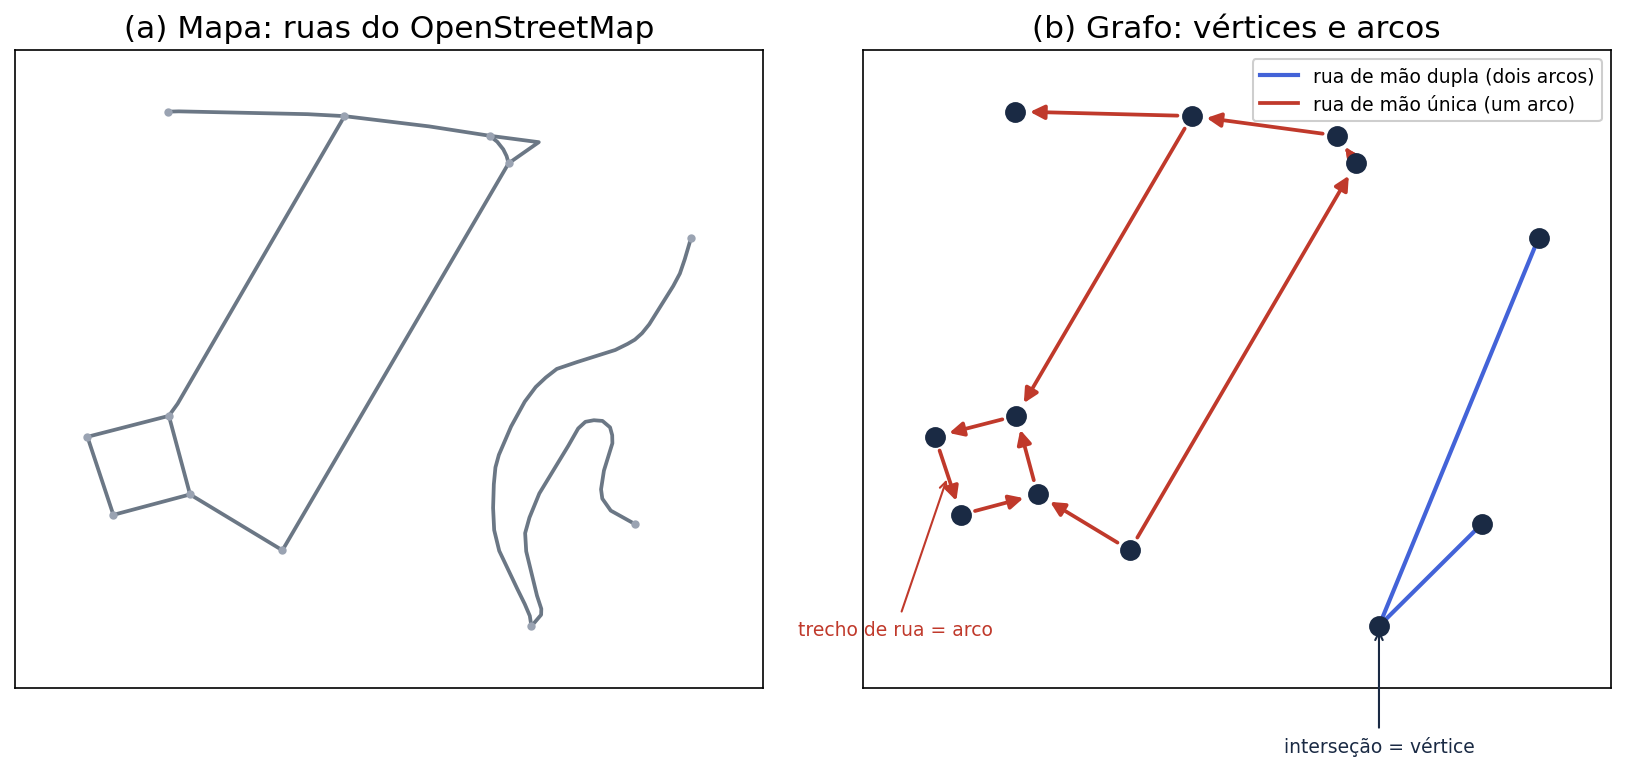 (a) Mapa: ruas do OpenStreetMap
(b) Grafo: vértices e arcos
rua de mão dupla (dois arcos)
rua de mão única (um arco)
trecho de rua = arco
interseção = vértice